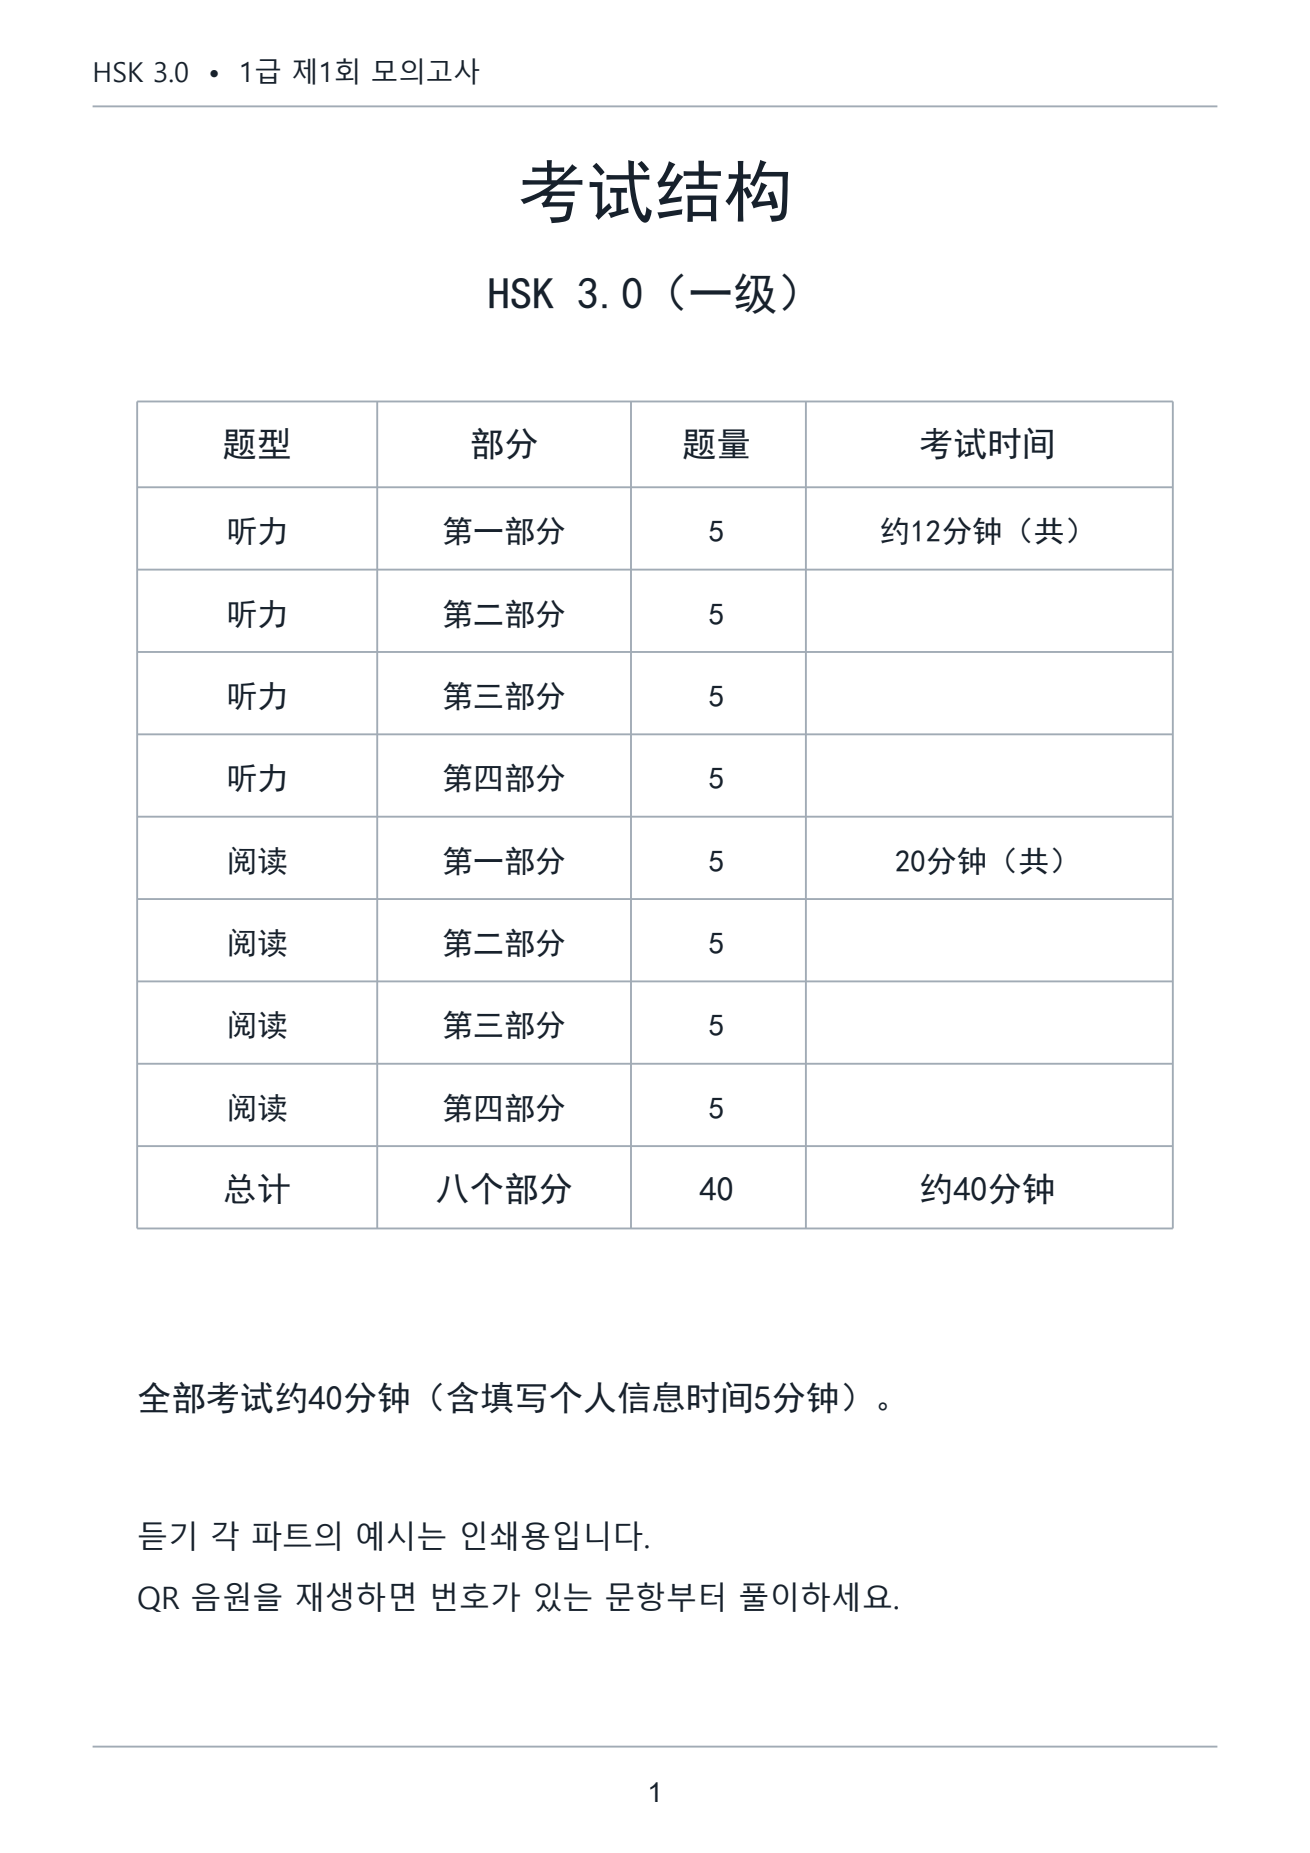 HSK 3.0 • 1급 제1회 모의고사
考试结构
HSK 3.0（一级）
题型 部分 题量 考试时间
听力 第一部分 5 约12分钟（共）
听力 第二部分 5
听力 第三部分 5
听力 第四部分 5
阅读 第一部分 5 20分钟（共）
阅读 第二部分 5
阅读 第三部分 5
阅读 第四部分 5
总计 八个部分 40 约40分钟
全部考试约40分钟（含填写个人信息时间5分钟）。
듣기 각 파트의 예시는 인쇄용입니다.
QR 음원을 재생하면 번호가 있는 문항부터 풀이하세요.
1